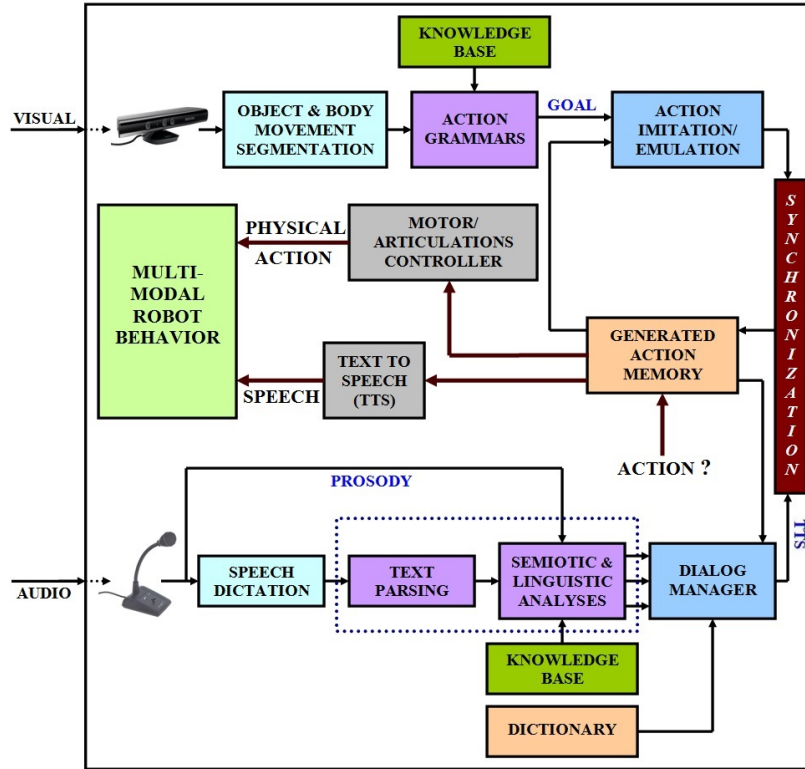 KNOWLEDGE
BASE
VISUAL
OBJECT & BODY
MOVEMENT
SEGMENTATION
ACTION
GRAMMARS
GOAL
ACTION
IMITATION/
EMULATION
SYNCHRONIZATION
MULTI-
MODAL
ROBOT
BEHAVIOR
PHYSICAL
ACTION
MOTOR/
ARTICULATIONS
CONTROLLER
GENERATED
ACTION
MEMORY
SPEECH
TEXT TO
SPEECH
(TTS)
ACTION ?
PROSODY
TTS
AUDIO
SPEECH
DICTATION
TEXT
PARSING
SEMIOTIC &
LINGUISTIC
ANALYSES
DIALOG
MANAGER
KNOWLEDGE
BASE
DICTIONARY